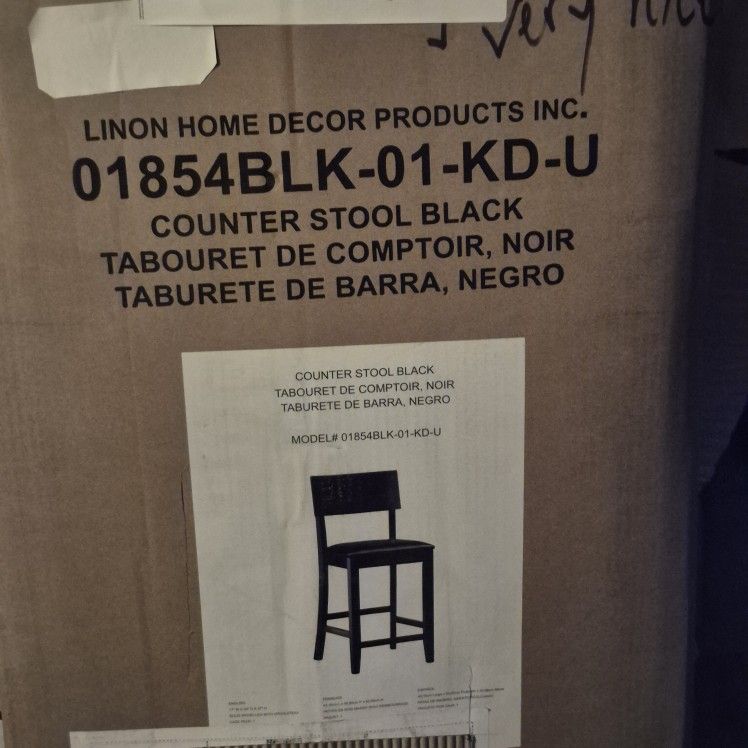 very
LINON HOME DECOR PRODUCTS INC.
01854BLK-01-KD-U
COUNTER STOOL BLACK
TABOURET DE COMPTOIR, NOIR
TABURETE DE BARRA, NEGRO
COUNTER STOOL BLACK
TABOURET DE COMPTOIR, NOIR
TABURETE DE BARRA, NEGRO
MODEL# 01854BLK-01-KD-U